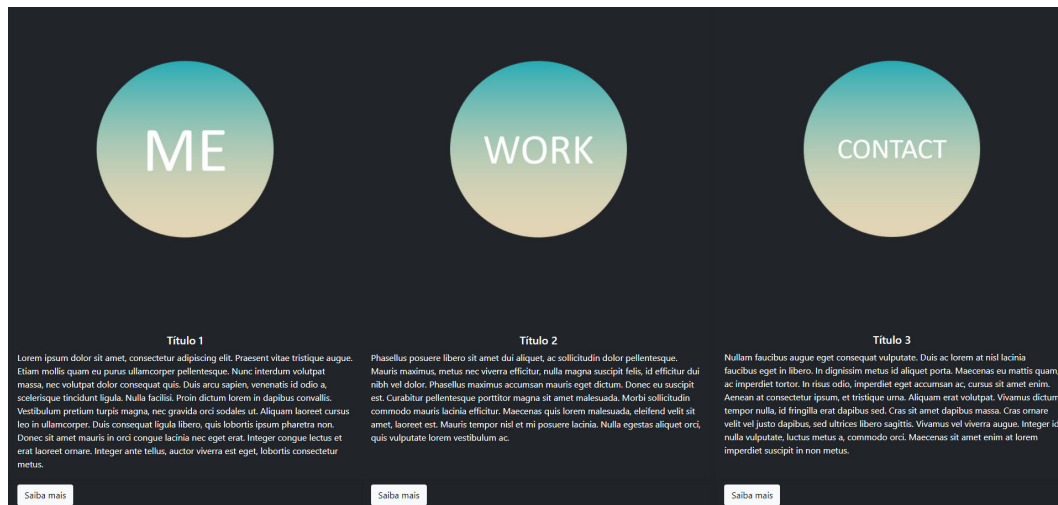 ME
WORK
CONTACT
Título 1
Lorem ipsum dolor sit amet, consectetur adipiscing elit. Praesent vitae tristique augue.
Etiam mollis quam eu purus ullamcorper pellentesque. Nunc interdum volutpat
massa, nec volutpat dolor consequat quis. Duis arcu sapien, venenatis id odio a,
scelerisque tincidunt ligula. Nulla facilisi. Proin dictum lorem in dapibus convallis.
Vestibulum pretium turpis magna, nec gravida orci sodales ut. Aliquam laoreet cursus
leo in ullamcorper. Duis consequat ligula libero, quis lobortis ipsum pharetra non.
Donec sit amet mauris in orci congue lacinia nec eget erat. Integer congue lectus et
erat laoreet ornare. Integer ante tellus, auctor viverra est eget, lobortis consectetur
metus.
Saiba mais
Título 2
Phasellus posuere libero sit amet dui aliquet, ac sollicitudin dolor pellentesque.
Mauris maximus, metus nec viverra efficitur, nulla magna suscipit felis, id efficitur dui
nibh vel dolor. Phasellus maximus accumsan mauris eget dictum. Donec eu suscipit
est. Curabitur pellentesque porttitor magna sit amet malesuada. Morbi sollicitudin
commodo mauris lacinia efficitur. Maecenas quis lorem malesuada, eleifend velit sit
amet, laoreet est. Mauris tempor nisl et mi posuere lacinia. Nulla egestas aliquet orci,
quis vulputate lorem vestibulum ac.
Saiba mais
Título 3
Nullam faucibus augue eget consequat vulputate. Duis ac lorem at nisl lacinia
faucibus eget in libero. In dignissim metus id aliquet porta. Maecenas eu mattis quam,
ac imperdiet tortor. In risus odio, imperdiet eget accumsan ac, cursus sit amet enim.
Aenean at consectetur ipsum, et tristique urna. Aliquam erat volutpat. Vivamus dictum
tempor nulla, id fringilla erat dapibus sed. Cras sit amet dapibus massa. Cras ornare
velit vel justo dapibus, sed ultrices libero sagittis. Vivamus vel viverra augue. Integer id
nulla vulputate, luctus metus a, commodo orci. Maecenas sit amet enim at lorem
imperdiet suscipit in non metus.
Saiba mais